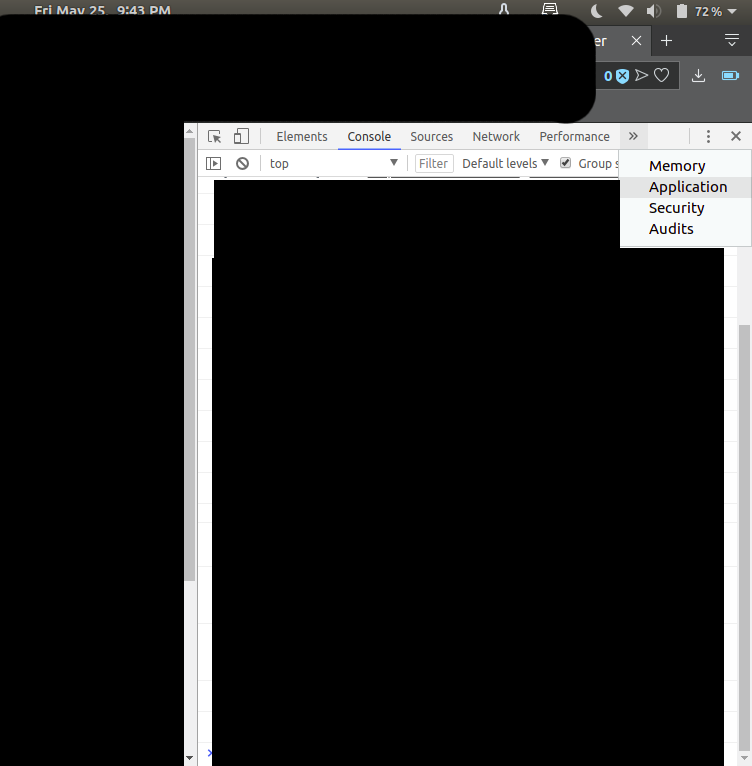 Fri May 25, 9:43 PM
72 %
er
0
Elements Console Sources Network Performance
top Filter Default levels Group s
Memory
Application
Security
Audits